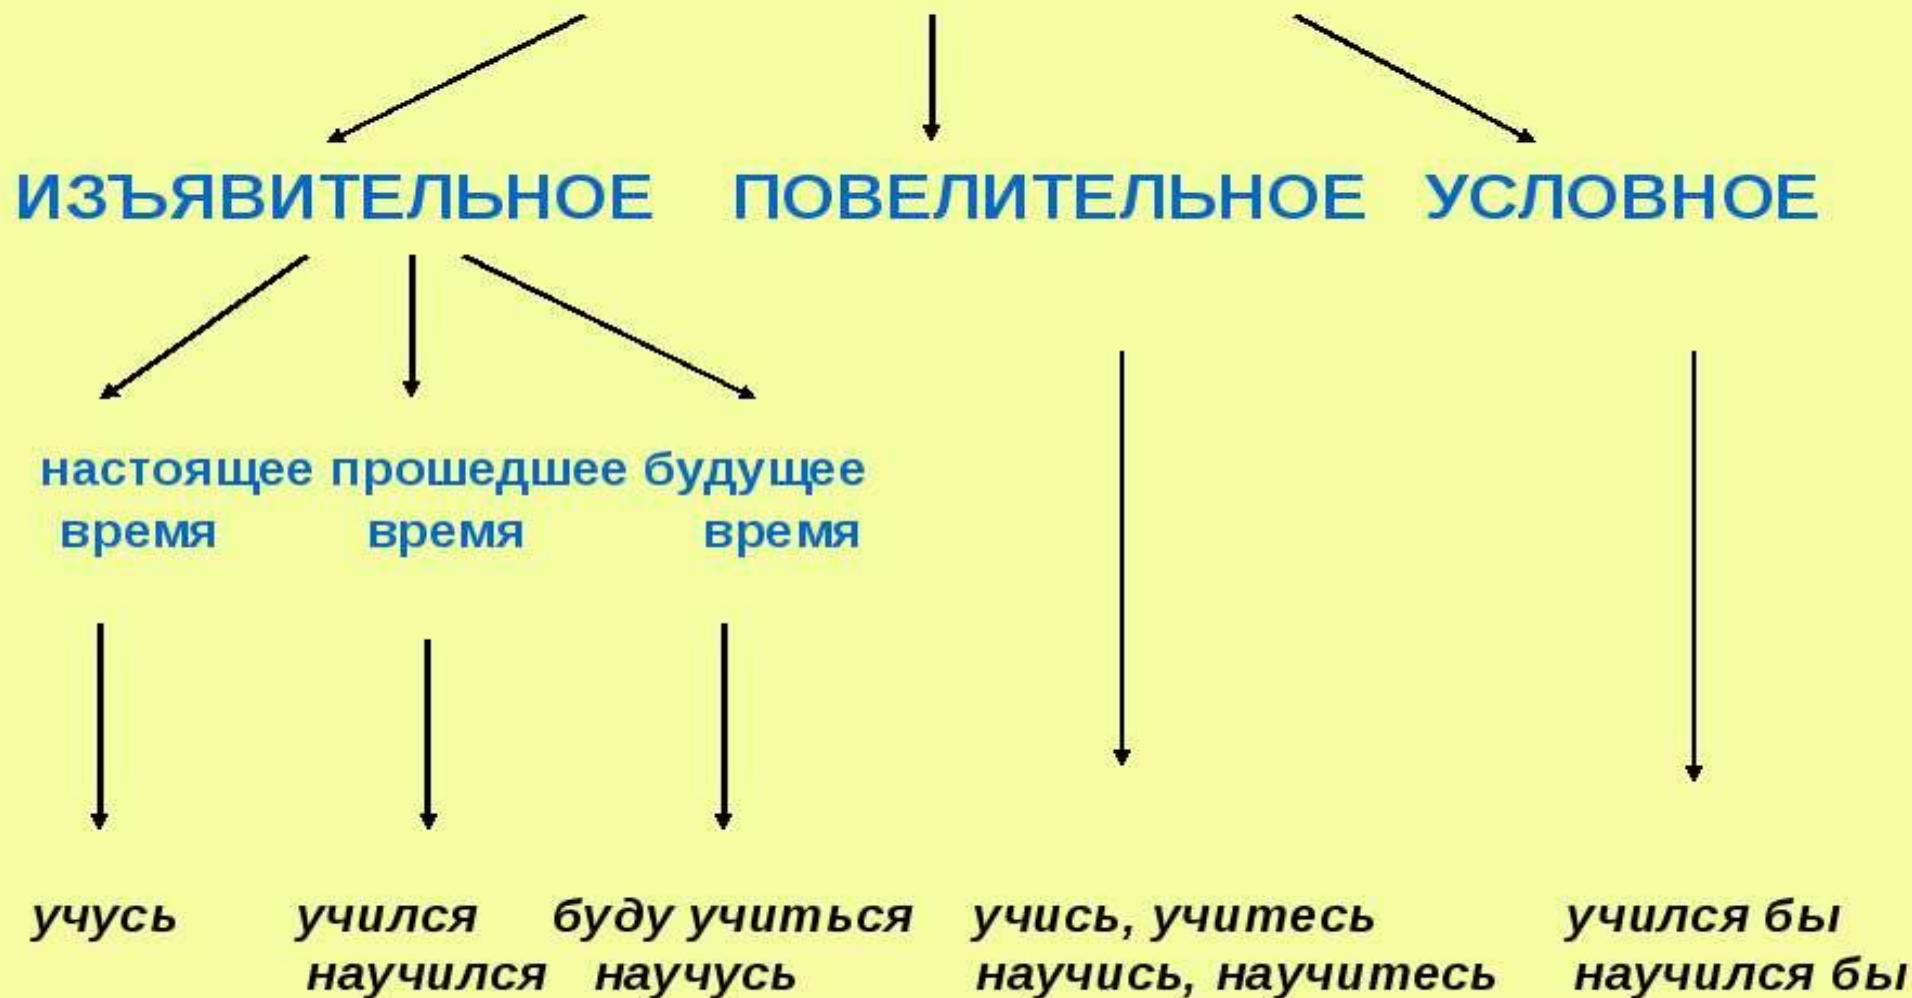 ИЗЪЯВИТЕЛЬНОЕ ПОВЕЛИТЕЛЬНОЕ УСЛОВНОЕ
настоящее прошедшее будущее
время время время
учусь учился буду учиться учись, учитесь учился бы
научился научусь научись, научитесь научился бы